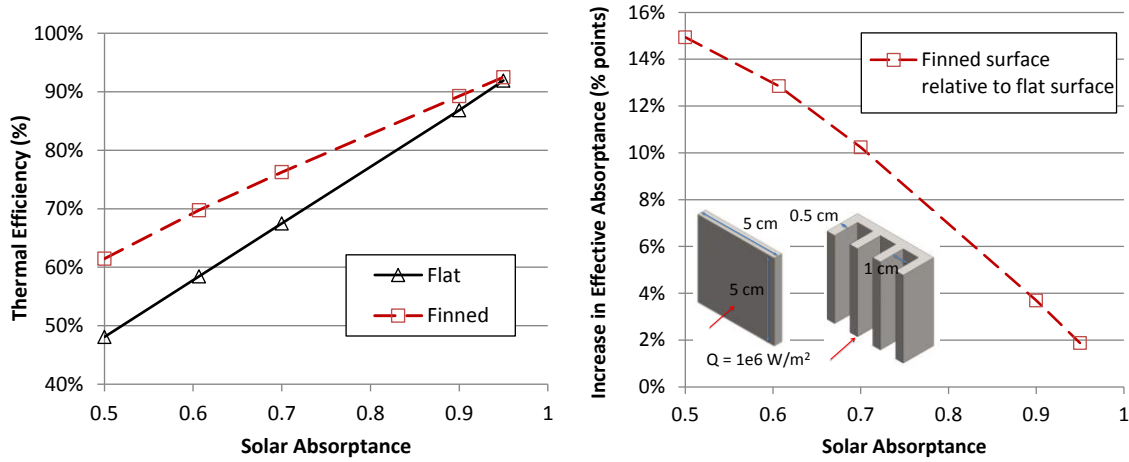 100%
90%
80%
70%
60%
50%
40%
Thermal Efficiency (%)
Flat
Finned
0.5
0.6
0.7
0.8
0.9
1
Solar Absorptance
16%
14%
12%
10%
8%
6%
4%
2%
0%
Increase in Effective Absorptance (% points)
Finned surface
relative to flat surface
5 cm
0.5 cm
5 cm
1 cm
Q = 1e6 W/m²
0.5
0.6
0.7
0.8
0.9
1
Solar Absorptance